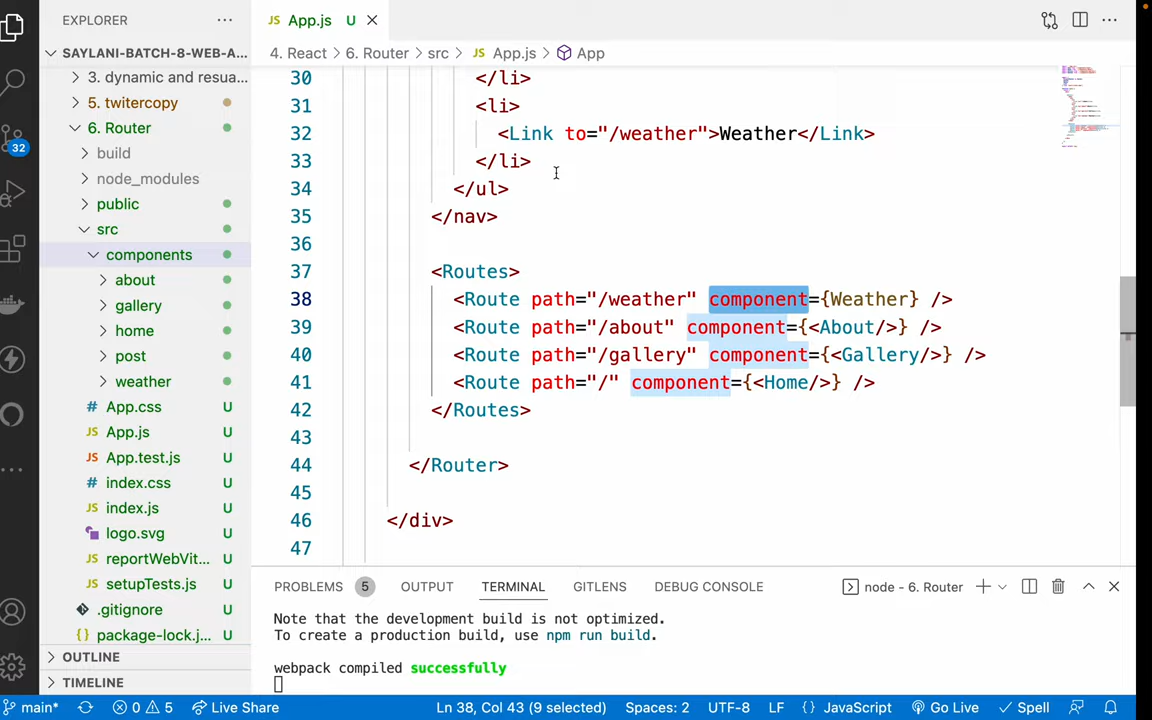 EXPLORER
App.js U
SAYLANI-BATCH-8-WEB-A...
4. React > 6. Router > src > App.js > App
3. dynamic and resua...
5. twitercopy
6. Router
build
node_modules
public
src
components
about
gallery
home
post
weather
App.css U
App.js U
App.test.js U
index.css U
index.js U
logo.svg U
reportWebVit... U
setupTests.js U
.gitignore U
package-lock.j... U
OUTLINE
TIMELINE
32
30 </li>
31 <li>
32 <Link to="/weather">Weather</Link>
33 </li>
34 </ul>
35 </nav>
36
37 <Routes>
38 <Route path="/weather" component={Weather} />
39 <Route path="/about" component={<About/>} />
40 <Route path="/gallery" component={<Gallery/>} />
41 <Route path="/" component={<Home/>} />
42 </Routes>
43
44 </Router>
45
46 </div>
47
PROBLEMS 5 OUTPUT TERMINAL GITLENS DEBUG CONSOLE node - 6. Router
Note that the development build is not optimized.
To create a production build, use npm run build.
webpack compiled successfully
main* 0 5 Live Share Ln 38, Col 43 (9 selected) Spaces: 2 UTF-8 LF {} JavaScript Go Live Spell